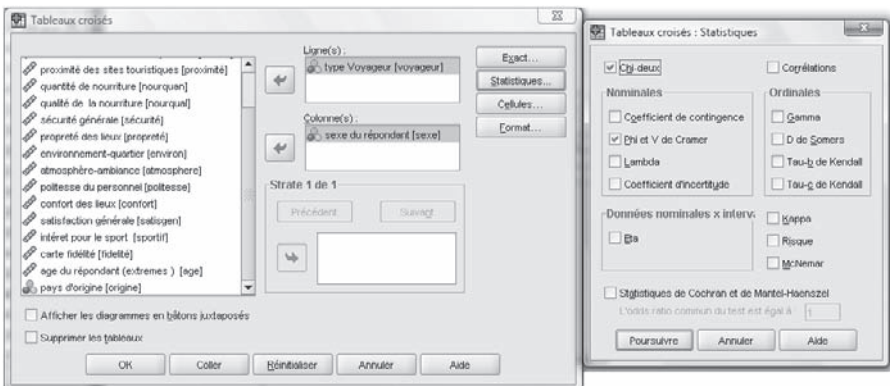 Tableaux croisés
proximité des sites touristiques [proximité]
quantité de nourriture [nourquan]
qualité de la nourriture [nourqual]
sécurité générale [sécurité]
propreté des lieux [propreté]
environnement-quartier [environ]
atmosphère-ambiance [atmosphere]
politesse du personnel [politesse]
confort des lieux [confort]
satisfaction générale [satisgen]
intéret pour le sport [sportif]
carte fidélité [fidelité]
age du répondant (extremes ) [age]
pays d'origine [origine]
Ligne(s) :
type Voyageur [voyageur]
Colonne(s) :
sexe du répondant [sexe]
Strate 1 de 1
Précédent
Suivant
Exact...
Statistiques...
Cellules...
Format...
Afficher les diagrammes en bâtons juxtaposés
Supprimer les tableaux
OK
Coller
Réinitialiser
Annuler
Aide
Tableaux croisés : Statistiques
Chi-deux
Corrélations
Nominales
Coefficient de contingence
Phi et V de Cramer
Lambda
Coefficient d'incertitude
Ordinales
Gamma
D de Somers
Tau-b de Kendall
Tau-c de Kendall
Données nominales x interv.
Eta
Kappa
Risque
McNemar
Statistiques de Cochran et de Mantel-Haenszel
L'odds ratio commun du test est égal à :
1
Poursuivre
Annuler
Aide